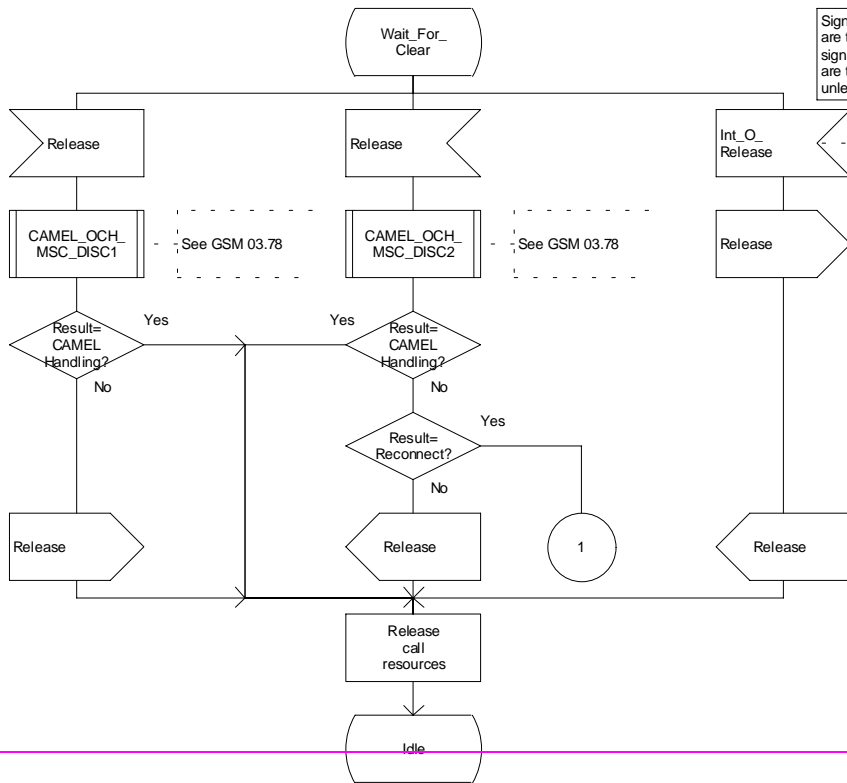 Wait_For_
Clear
Sign
are t
sign
are t
unle
Release
Release
Int_O_
Release
CAMEL_OCH_
MSC_DISC1
See GSM 03.78
CAMEL_OCH_
MSC_DISC2
See GSM 03.78
Release
Result=
CAMEL
Handling?
Yes
No
Yes
Result=
CAMEL
Handling?
No
Result=
Reconnect?
Yes
No
Release
Release
1
Release
Release
call
resources
Idle